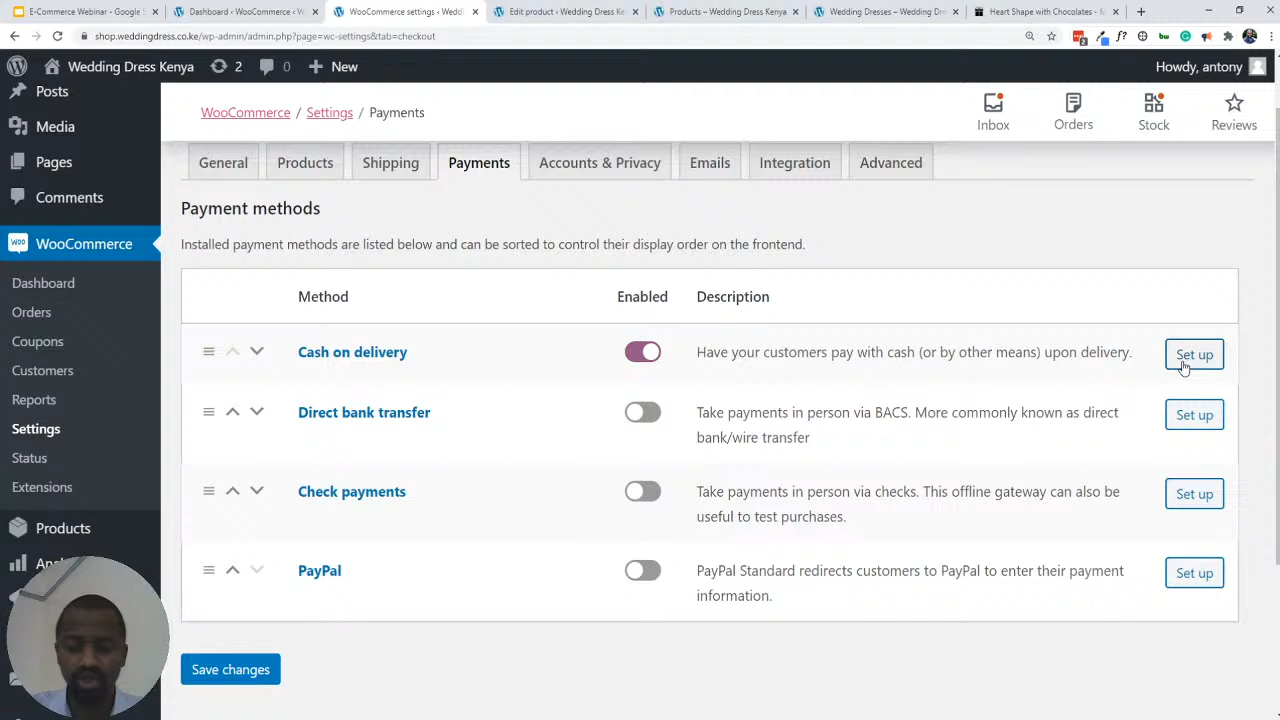 E-Commerce Webinar - Google S
Dashboard ‹ WooCommerce ‹ W
WooCommerce settings ‹ Weddi
Edit product ‹ Wedding Dress Ke
Products – Wedding Dress Kenya
Wedding Dresses – Wedding Dr
Heart Shape with Chocolates - M
shop.weddingdress.co.ke/wp-admin/admin.php?page=wc-settings&tab=checkout
Wedding Dress Kenya 2 0 New Howdy, antony
Posts
Media
Pages
Comments
WooCommerce
Dashboard
Orders
Coupons
Customers
Reports
Settings
Status
Extensions
Products
WooCommerce / Settings / Payments
Inbox Orders Stock Reviews
General Products Shipping Payments Accounts & Privacy Emails Integration Advanced
Payment methods
Installed payment methods are listed below and can be sorted to control their display order on the frontend.
Method Enabled Description
Cash on delivery Have your customers pay with cash (or by other means) upon delivery. Set up
Direct bank transfer Take payments in person via BACS. More commonly known as direct Set up
bank/wire transfer
Check payments Take payments in person via checks. This offline gateway can also be Set up
useful to test purchases.
PayPal PayPal Standard redirects customers to PayPal to enter their payment Set up
information.
Save changes